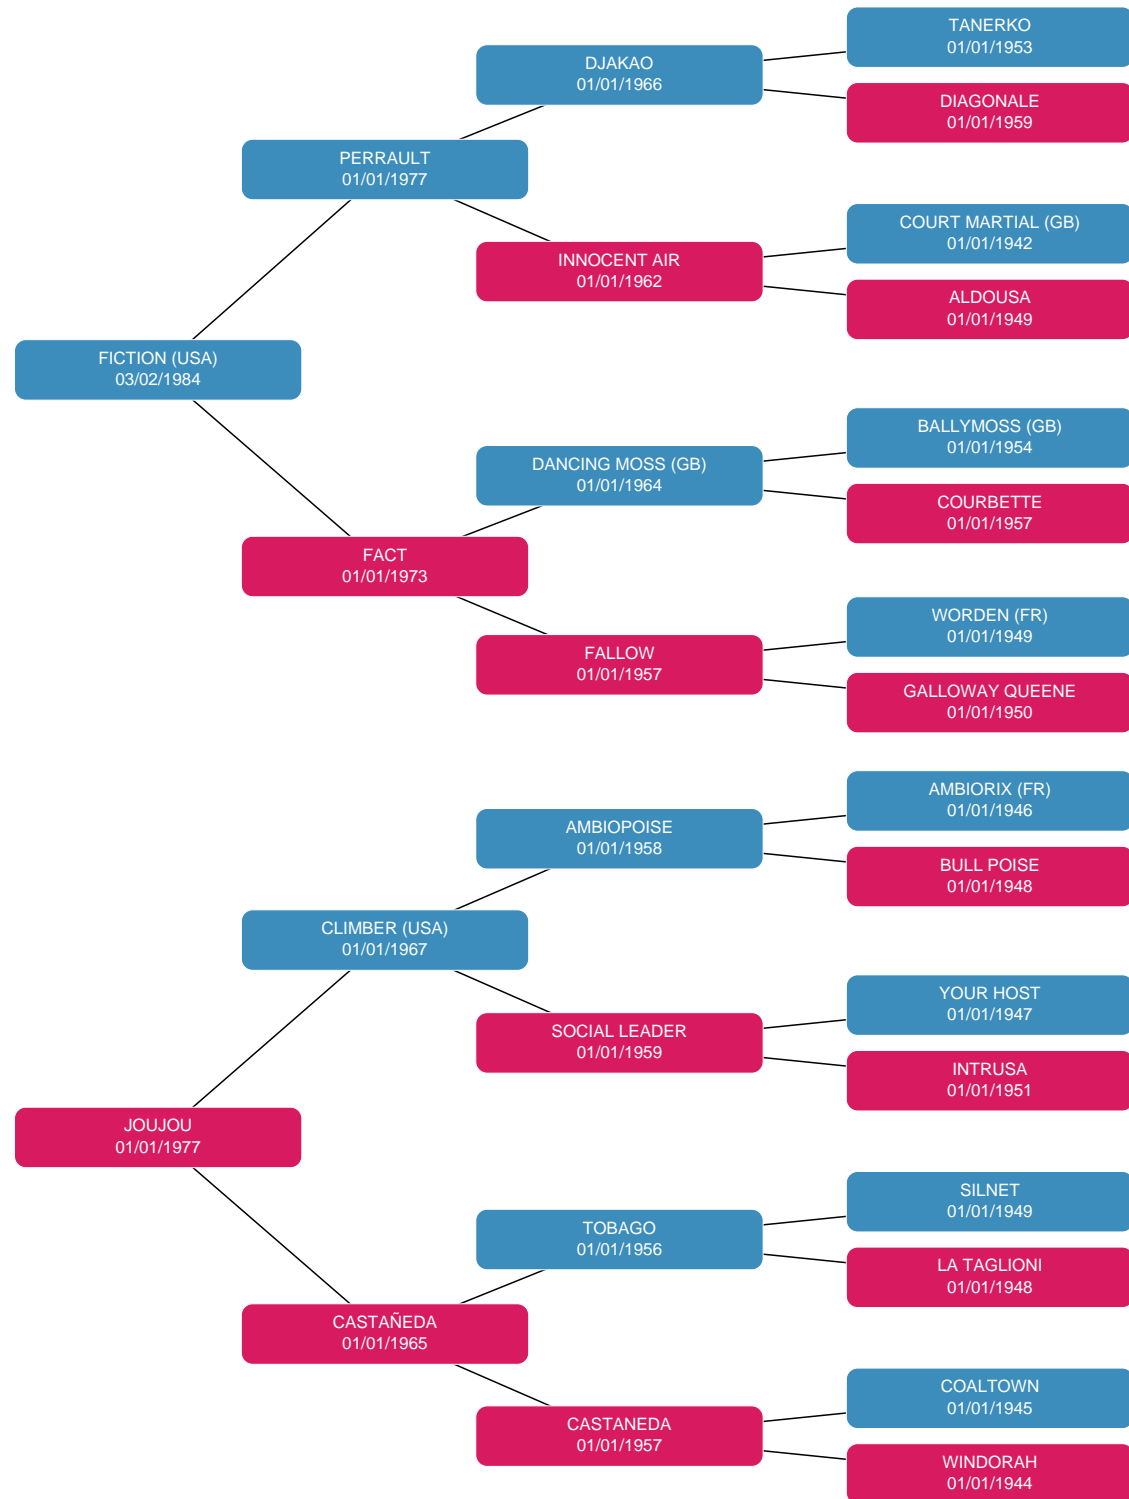 TANERKO
01/01/1953
DJAKAO
01/01/1966
DIAGONALE
01/01/1959
PERRAULT
01/01/1977
COURT MARTIAL (GB)
01/01/1942
INNOCENT AIR
01/01/1962
ALDOUSA
01/01/1949
FICTION (USA)
03/02/1984
BALLYMOSS (GB)
01/01/1954
DANCING MOSS (GB)
01/01/1964
COURBETTE
01/01/1957
FACT
01/01/1973
WORDEN (FR)
01/01/1949
FALLOW
01/01/1957
GALLOWAY QUEENE
01/01/1950
AMBIORIX (FR)
01/01/1946
AMBIOPOISE
01/01/1958
BULL POISE
01/01/1948
CLIMBER (USA)
01/01/1967
YOUR HOST
01/01/1947
SOCIAL LEADER
01/01/1959
INTRUSA
01/01/1951
JOUJOU
01/01/1977
SILNET
01/01/1949
TOBAGO
01/01/1956
LA TAGLIONI
01/01/1948
CASTAÑEDA
01/01/1965
COALTOWN
01/01/1945
CASTANEDA
01/01/1957
WINDORAH
01/01/1944